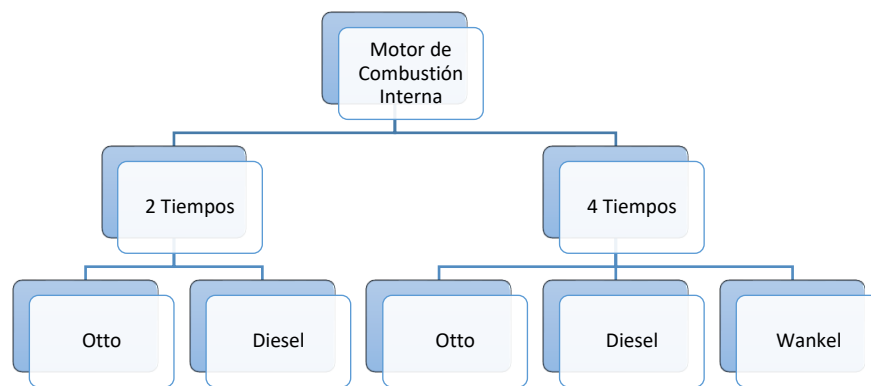 Motor de
Combustión
Interna
2 Tiempos
4 Tiempos
Otto
Diesel
Otto
Diesel
Wankel